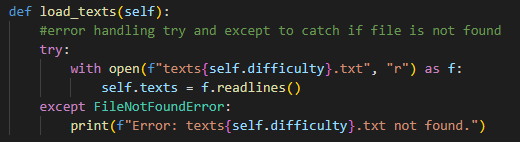 def load_texts(self):
    #error handling try and except to catch if file is not found
    try:
        with open(f"texts{self.difficulty}.txt", "r") as f:
            self.texts = f.readlines()
    except FileNotFoundError:
        print(f"Error: texts{self.difficulty}.txt not found.")